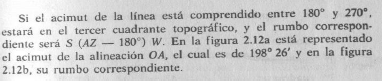 Si el acimut de la línea está comprendido entre 180° y 270°,
estará en el tercer cuadrante topográfico, y el rumbo correspon-
diente será S (AZ — 180°) W. En la figura 2.12a está representado
el acimut de la alineación OA, el cual es de 198° 26' y en la figura
2.12b, su rumbo correspondiente.